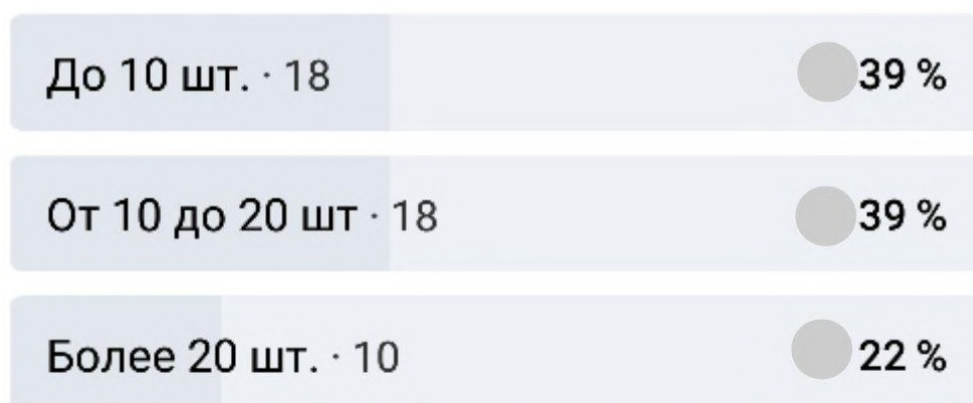 До 10 шт. · 18 39 %
От 10 до 20 шт · 18 39 %
Более 20 шт. · 10 22 %